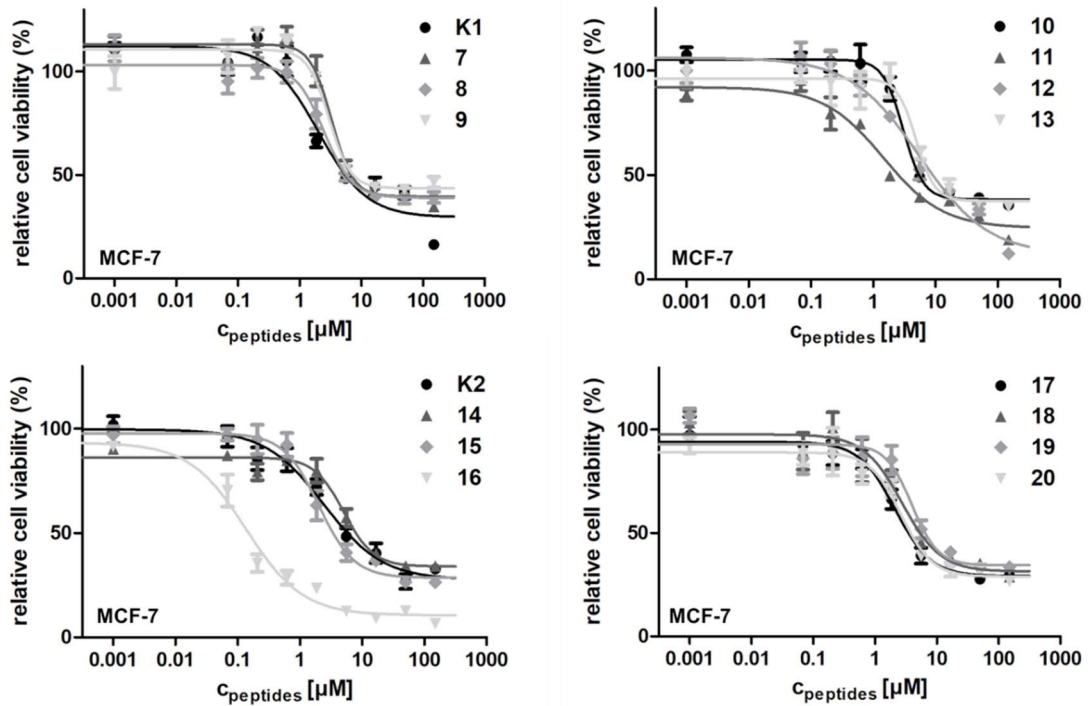 relative cell viability (%)
100
50
0
K1
7
8
9
MCF-7
0.001 0.01 0.1 1 10 100 1000
cpeptides [µM]
relative cell viability (%)
100
50
0
10
11
12
13
MCF-7
0.001 0.01 0.1 1 10 100 1000
cpeptides [µM]
relative cell viability (%)
100
50
0
K2
14
15
16
MCF-7
0.001 0.01 0.1 1 10 100 1000
cpeptides [µM]
relative cell viability (%)
100
50
0
17
18
19
20
MCF-7
0.001 0.01 0.1 1 10 100 1000
cpeptides [µM]